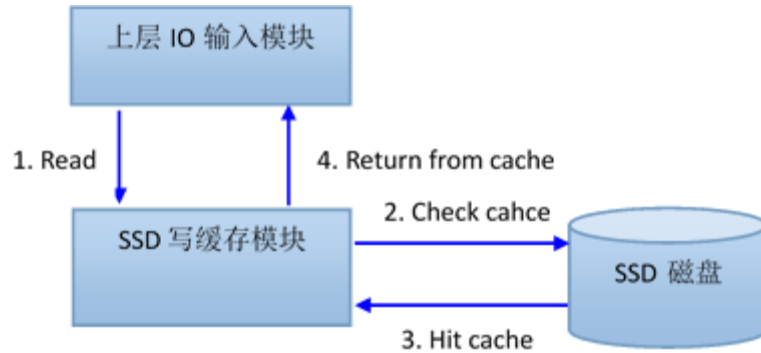 上层 IO 输入模块
1. Read
4. Return from cache
2. Check cahce
SSD 写缓存模块
SSD 磁盘
3. Hit cache